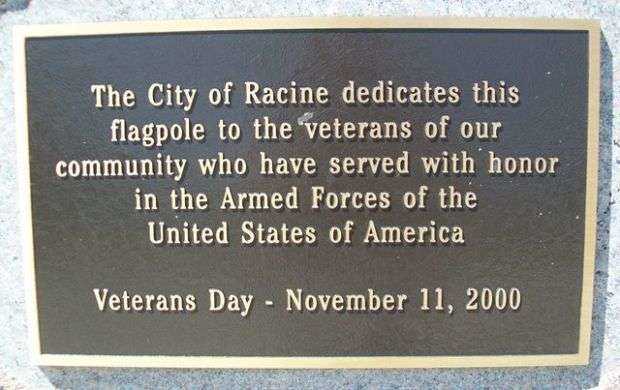 The City of Racine dedicates this
flagpole to the veterans of our
community who have served with honor
in the Armed Forces of the
United States of America
Veterans Day - November 11, 2000